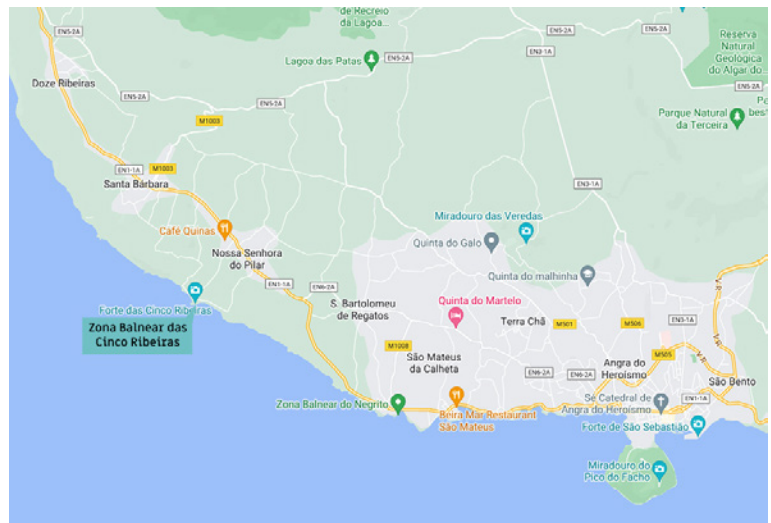 de Recreio
da Lagoa...
EN5-2A
EN5-2A
EN3-1A
Reserva
Natural
Geológica
do Algar do...
Lagoa das Patas
EN5-2A
Doze Ribeiras
EN5-2A
EN5-2A
Parque Natural
da Terceira
best
M1003
M1003
EN1-1A
Santa Bárbara
EN3-1A
Café Quinas
Miradouro das Veredas
Quinta do Galo
Nossa Senhora
do Pilar
Quinta do malhinha
EN1-1A
EN6-2A
V.R
Forte das Cinco Ribeiras
Zona Balnear das
Cinco Ribeiras
S. Bartolomeu
de Regatos
Quinta do Martelo
Terra Chã
M501
M506
EN3-1A
M1008
V.R
São Mateus
da Calheta
M505
Angra do
Heroísmo
EN6-2A
EN6-2A
São Bento
Zona Balnear do Negrito
Beira Mar Restaurant
São Mateus
Sé Catedral de
Angra do Heroísmo
EN1-1A
Forte de São Sebastião
Miradouro do
Pico do Facho